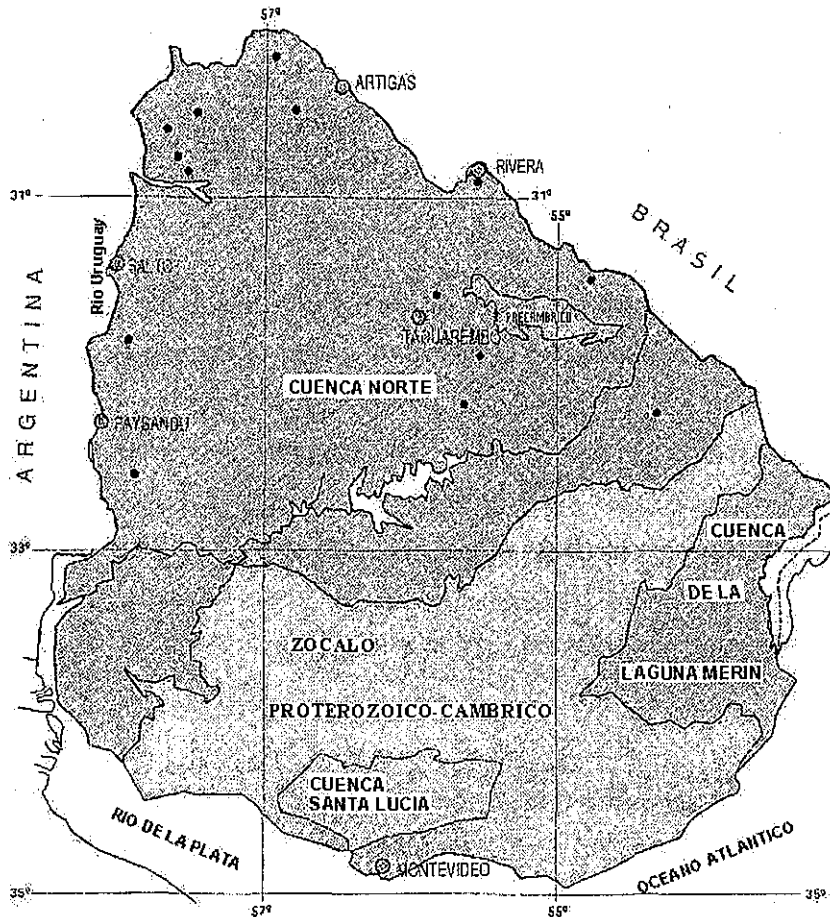 57º
ARTIGAS
RIVERA
31º
31º
55º
BRASIL
Rio Uruguay
SALTO
ARGENTINA
PRECAMBRICO
TACUAREMBO
CUENCA NORTE
PAYSANDU
33º
CUENCA
33º
DE LA
ZOCALO
LAGUNA MERIN
PROTEROZOICO-CAMBRICO
CUENCA
SANTA LUCIA
RIO DE LA PLATA
MONTEVIDEO
OCEANO ATLÁNTICO
35º
57º
55º
35º